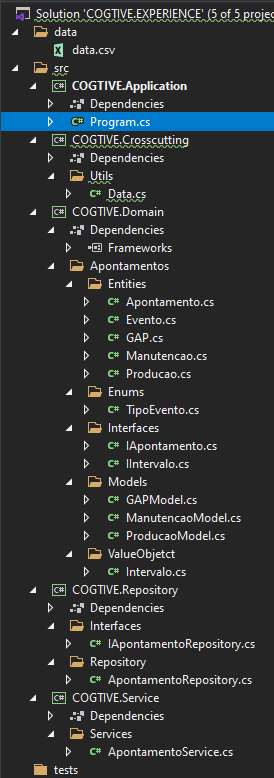 Solution 'COGTIVE.EXPERIENCE' (5 of 5 proje
data
data.csv
src
COGTIVE.Application
Dependencies
Program.cs
COGTIVE.Crosscutting
Dependencies
Utils
Data.cs
COGTIVE.Domain
Dependencies
Frameworks
Apontamentos
Entities
Apontamento.cs
Evento.cs
GAP.cs
Manutencao.cs
Producao.cs
Enums
TipoEvento.cs
Interfaces
IApontamento.cs
IIntervalo.cs
Models
GAPModel.cs
ManutencaoModel.cs
ProducaoModel.cs
ValueObjetct
Intervalo.cs
COGTIVE.Repository
Dependencies
Interfaces
IApontamentoRepository.cs
Repository
ApontamentoRepository.cs
COGTIVE.Service
Dependencies
Services
ApontamentoService.cs
tests